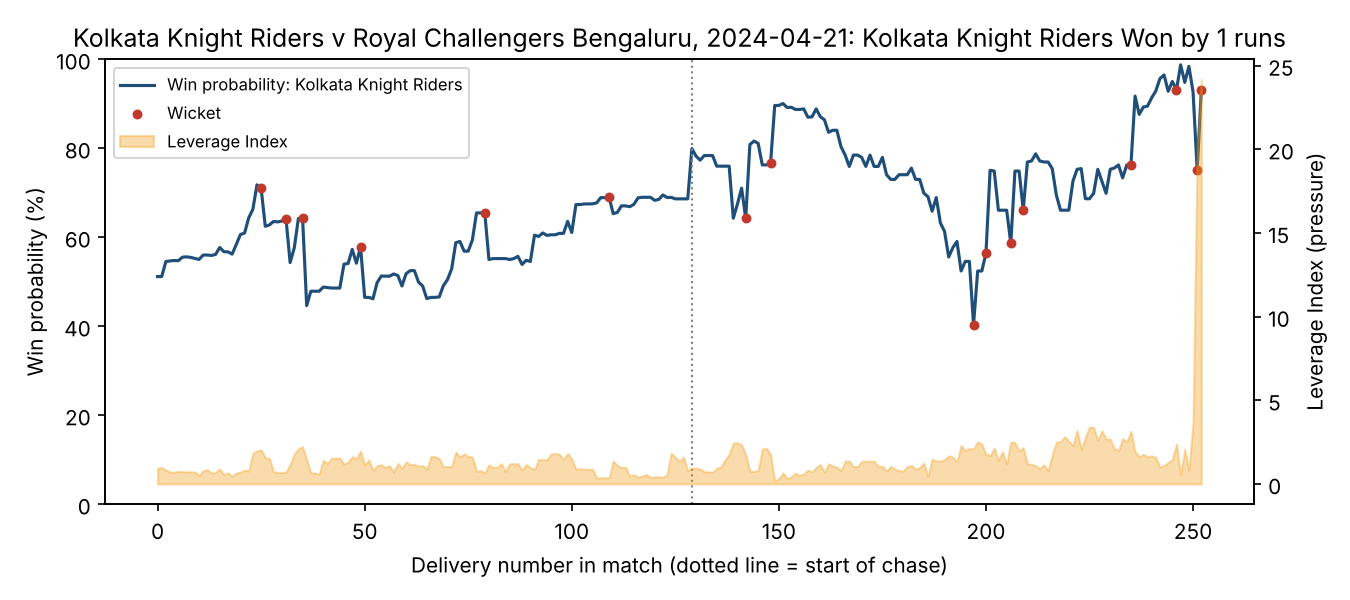 Kolkata Knight Riders v Royal Challengers Bengaluru, 2024-04-21: Kolkata Knight Riders Won by 1 runs
Win probability: Kolkata Knight Riders
Wicket
Leverage Index
Win probability (%)
100
80
60
40
20
0
25
20
15
10
5
0
Leverage Index (pressure)
0
50
100
150
200
250
Delivery number in match (dotted line = start of chase)